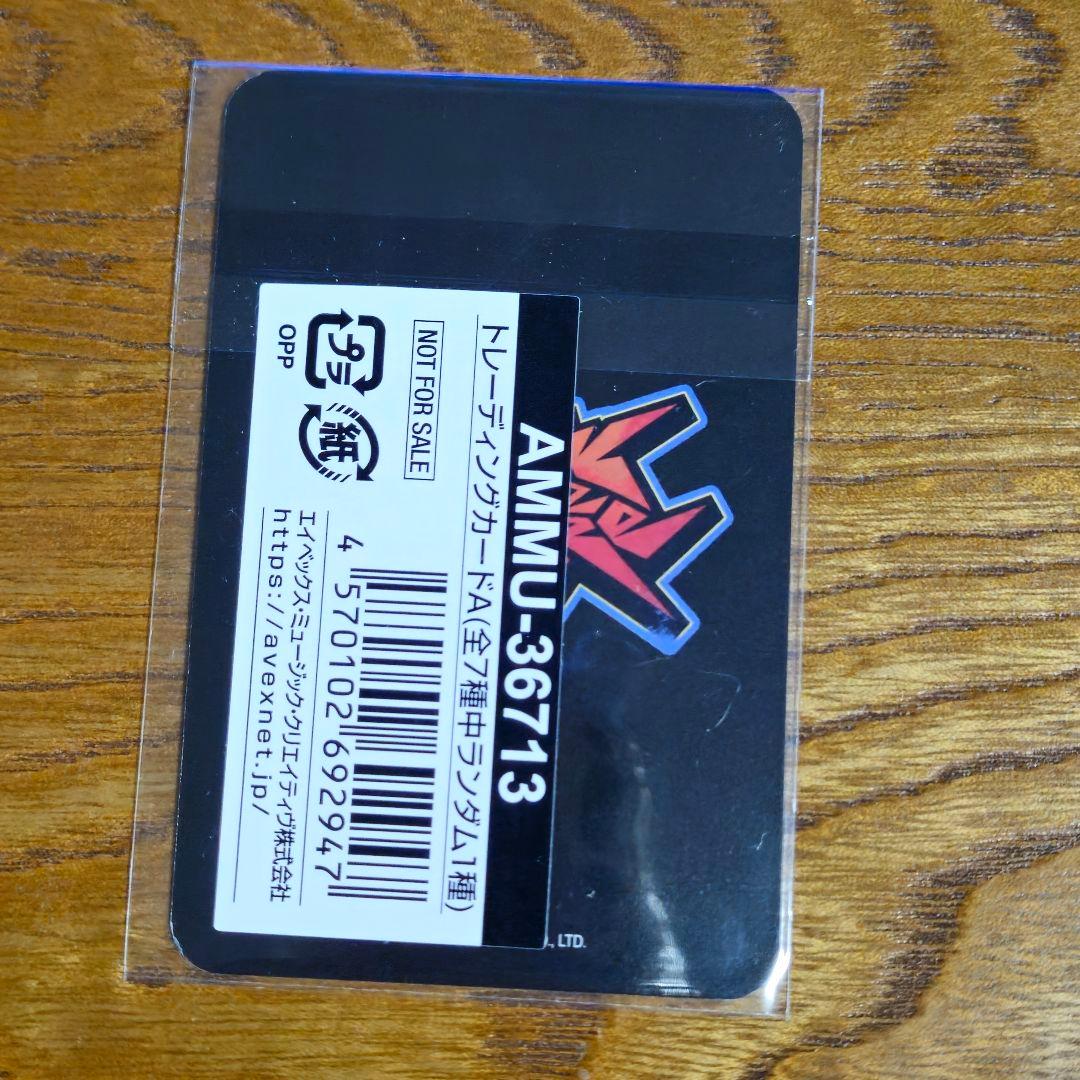 AMMU-36713
トレーディングカードA(全7種中ランダム1種)
NOT FOR SALE
プラ
OPP
紙
4 570102 692947
エイベックス・ミュージック・クリエイティヴ株式会社
https://avexnet.jp/
., LTD.